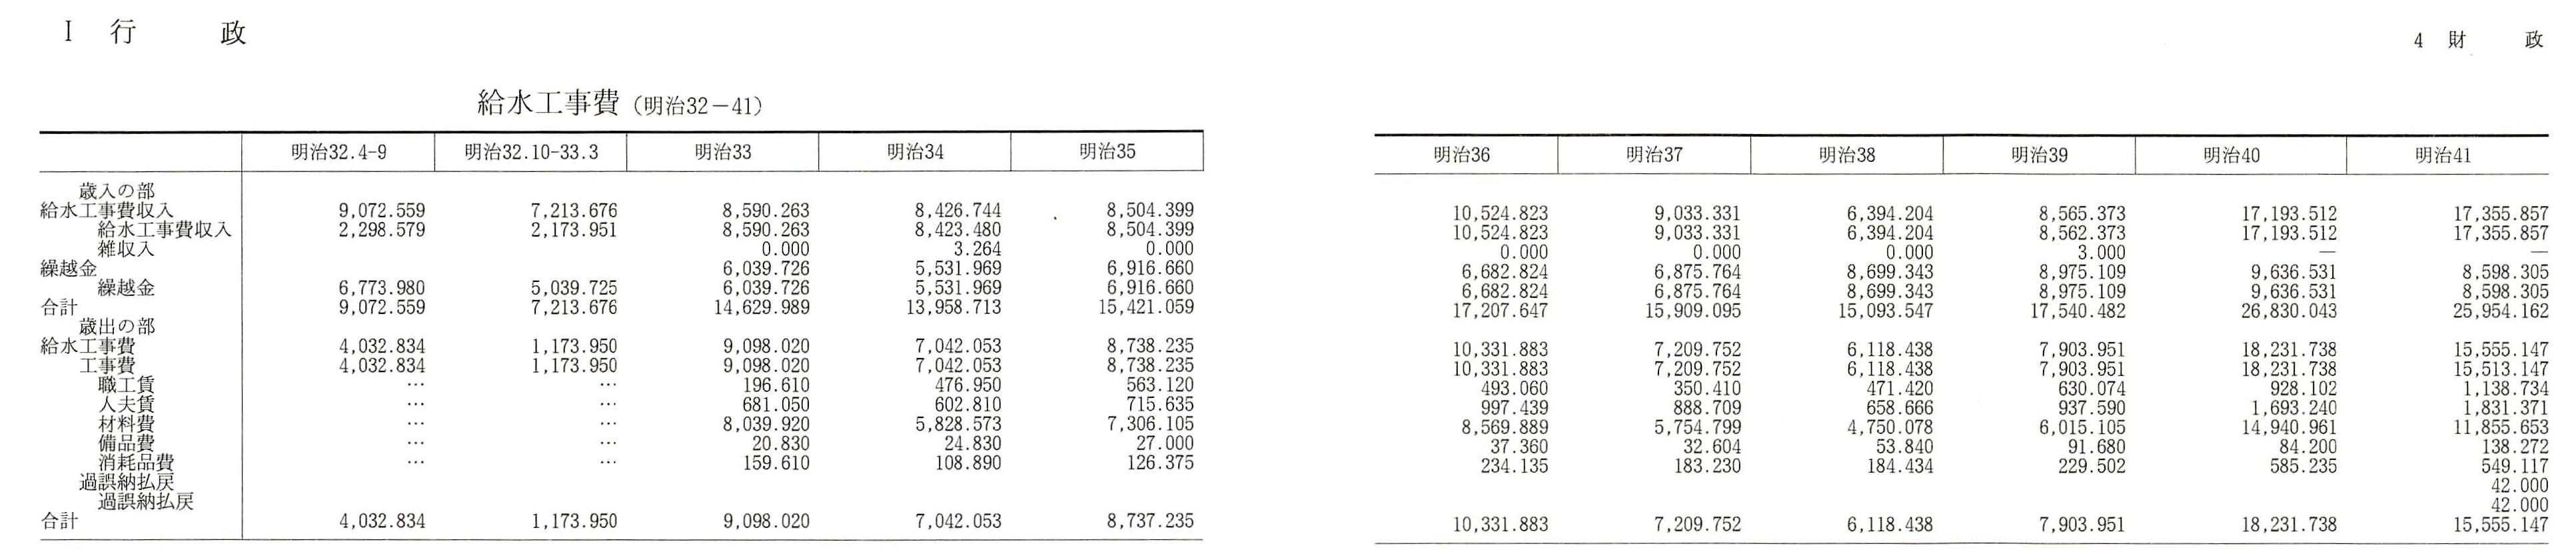 I 行 政
給水工事費（明治32－41）
明治32.4-9 明治32.10-33.3 明治33 明治34 明治35
歳入の部
給水工事費収入 9,072.559 7,213.676 8,590.263 8,426.744 8,504.399
給水工事費収入 2,298.579 2,173.951 8,590.263 8,423.480 8,504.399
雑収入 0.000 3.264 0.000
繰越金 6,039.726 5,531.969 6,916.660
繰越金 6,773.980 5,039.725 6,039.726 5,531.969 6,916.660
合計 9,072.559 7,213.676 14,629.989 13,958.713 15,421.059
歳出の部
給水工事費 4,032.834 1,173.950 9,098.020 7,042.053 8,738.235
工事費 4,032.834 1,173.950 9,098.020 7,042.053 8,738.235
職工賃 … … 196.610 476.950 563.120
人夫賃 … … 681.050 602.810 715.635
材料費 … … 8,039.920 5,828.573 7,306.105
備品費 … … 20.830 24.830 27.000
消耗品費 … … 159.610 108.890 126.375
過誤納払戻
過誤納払戻
合計 4,032.834 1,173.950 9,098.020 7,042.053 8,737.235
4 財 政
明治36 明治37 明治38 明治39 明治40 明治41
10,524.823 9,033.331 6,394.204 8,565.373 17,193.512 17,355.857
10,524.823 9,033.331 6,394.204 8,562.373 17,193.512 17,355.857
0.000 0.000 0.000 3.000 — —
6,682.824 6,875.764 8,699.343 8,975.109 9,636.531 8,598.305
6,682.824 6,875.764 8,699.343 8,975.109 9,636.531 8,598.305
17,207.647 15,909.095 15,093.547 17,540.482 26,830.043 25,954.162
10,331.883 7,209.752 6,118.438 7,903.951 18,231.738 15,555.147
10,331.883 7,209.752 6,118.438 7,903.951 18,231.738 15,513.147
493.060 350.410 471.420 630.074 928.102 1,138.734
997.439 888.709 658.666 937.590 1,693.240 1,831.371
8,569.889 5,754.799 4,750.078 6,015.105 14,940.961 11,855.653
37.360 32.604 53.840 91.680 84.200 138.272
234.135 183.230 184.434 229.502 585.235 549.117
42.000
42.000
10,331.883 7,209.752 6,118.438 7,903.951 18,231.738 15,555.147